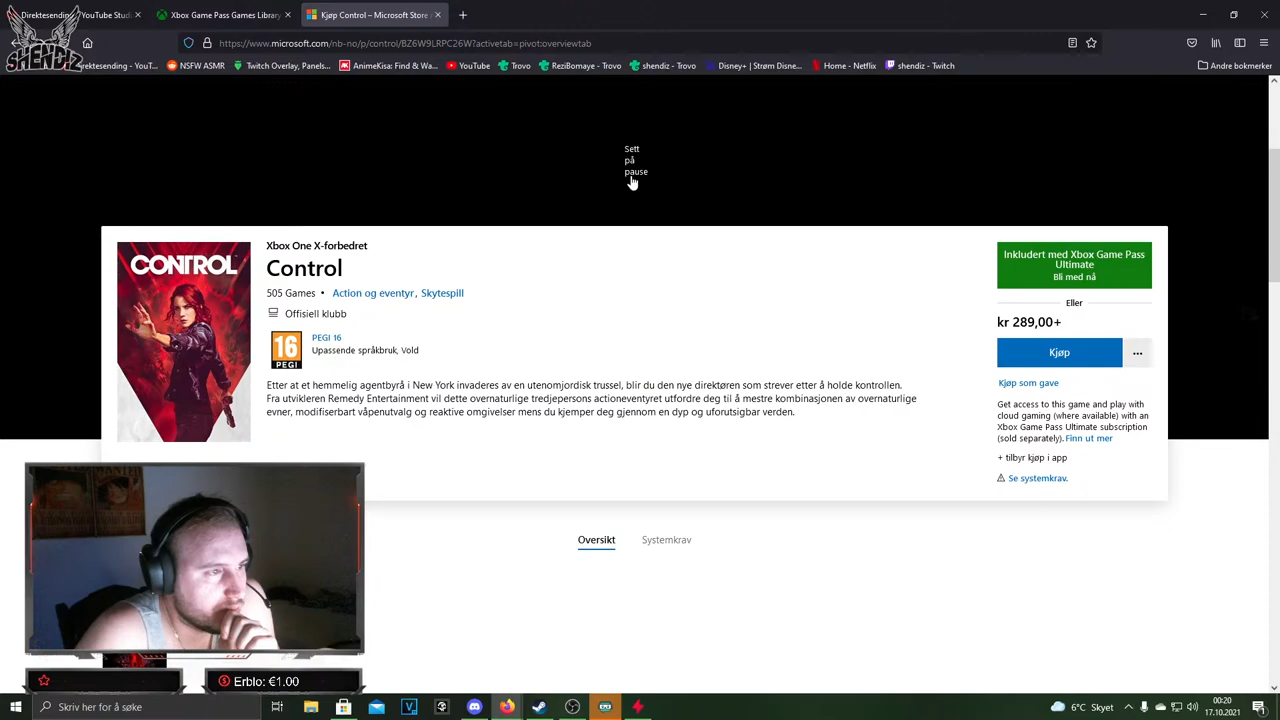 Direktesending - YouTube Studi
Xbox Game Pass Games Library
Kjøp Control – Microsoft Store
SHENDIZ
https://www.microsoft.com/nb-no/p/control/BZ6W9LRPC26W?activetab=pivot:overviewtab
rektesending - YouT...
NSFW ASMR
Twitch Overlay, Panels...
AnimeKisa: Find & Wa...
YouTube
Trovo
ReziBomaye - Trovo
shendiz - Trovo
Disney+ | Strøm Disne...
Home - Netflix
shendiz - Twitch
Andre bokmerker
Sett
på
pause
CONTROL
Xbox One X-forbedret
Control
505 Games • Action og eventyr, Skytespill
Offisiell klubb
16
PEGI
PEGI 16
Upassende språkbruk, Vold
Etter at et hemmelig agentbyrå i New York invaderes av en utenomjordisk trussel, blir du den nye direktøren som strever etter å holde kontrollen.
Fra utvikleren Remedy Entertainment vil dette overnaturlige tredjepersons actioneventyret utfordre deg til å mestre kombinasjonen av overnaturlige
evner, modifiserbart våpenutvalg og reaktive omgivelser mens du kjemper deg gjennom en dyp og uforutsigbar verden.
Inkludert med Xbox Game Pass
Ultimate
Bli med nå
Eller
kr 289,00+
Kjøp
Kjøp som gave
Get access to this game and play with
cloud gaming (where available) with an
Xbox Game Pass Ultimate subscription
(sold separately). Finn ut mer
+ tilbyr kjøp i app
Se systemkrav.
Oversikt
Systemkrav
Erblo: €1.00
Skriv her for å søke
6°C Skyet
00:20
17.10.2021